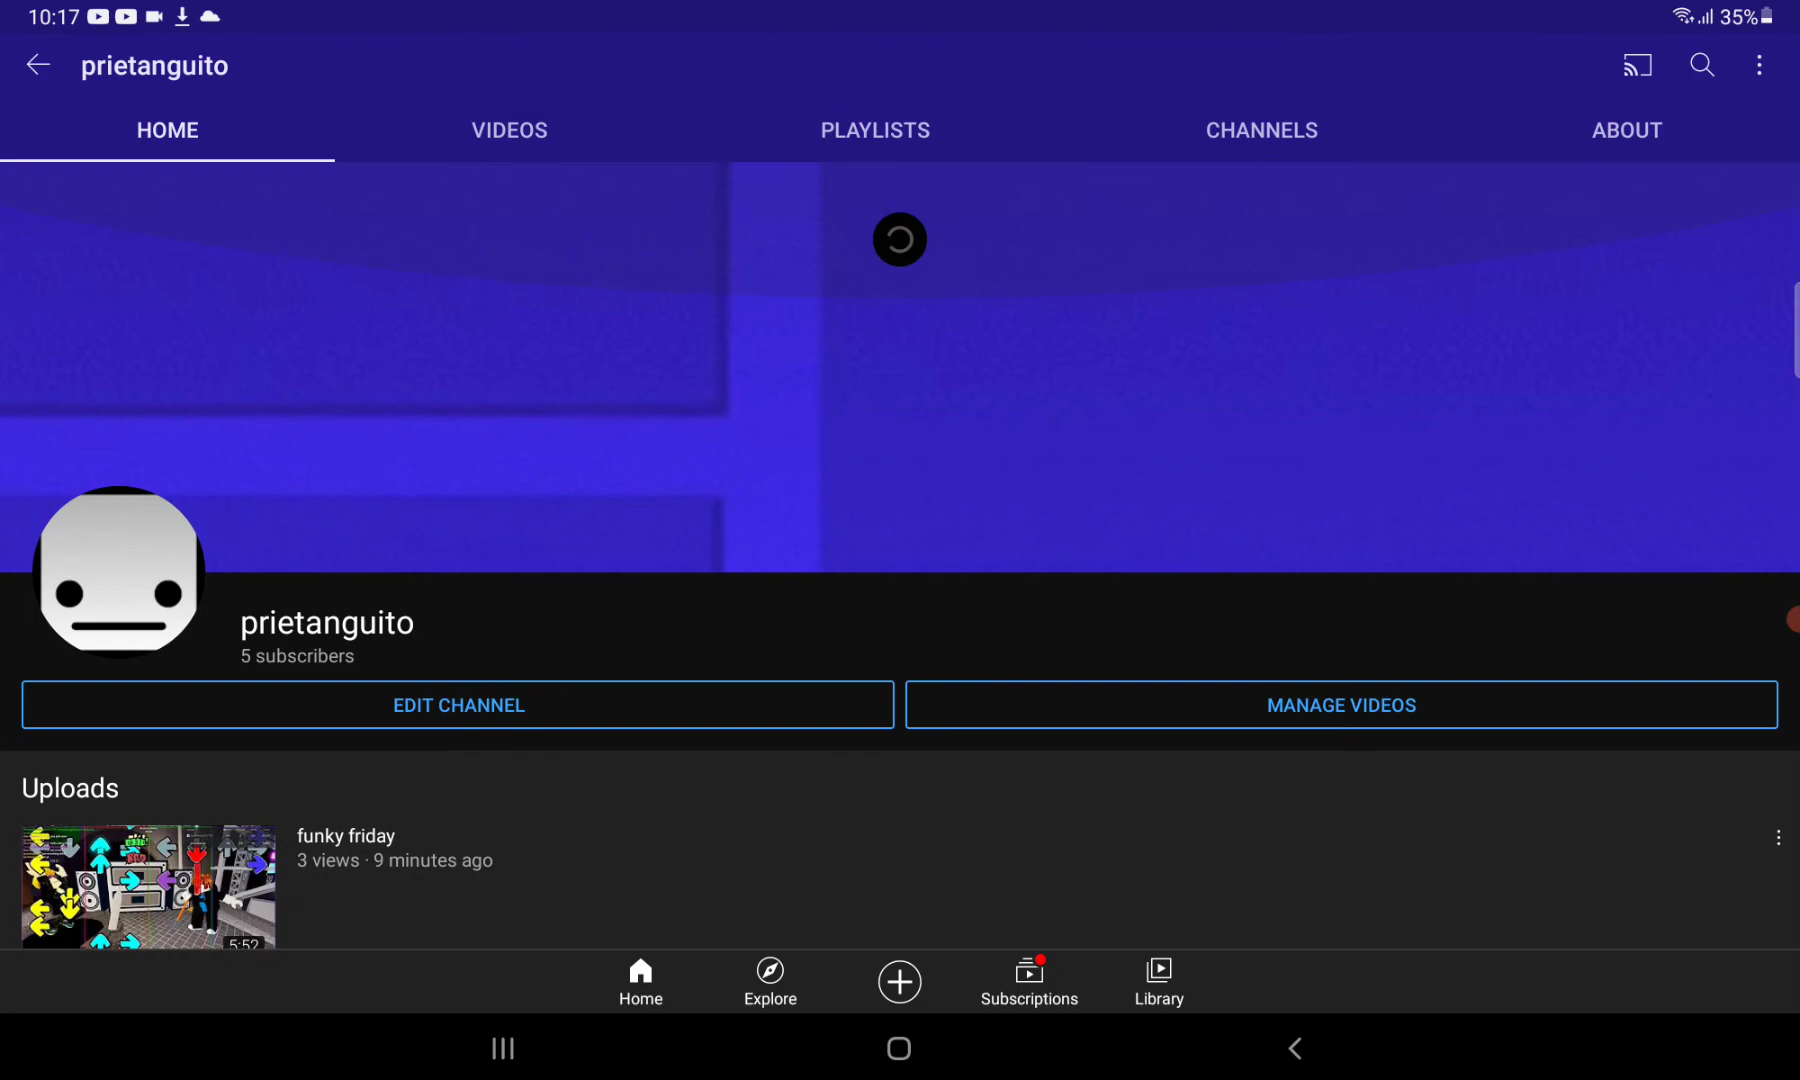 10:17
35%
prietanguito
HOME
VIDEOS
PLAYLISTS
CHANNELS
ABOUT
prietanguito
5 subscribers
EDIT CHANNEL
MANAGE VIDEOS
Uploads
funky friday
3 views · 9 minutes ago
5:52
Home
Explore
Subscriptions
Library